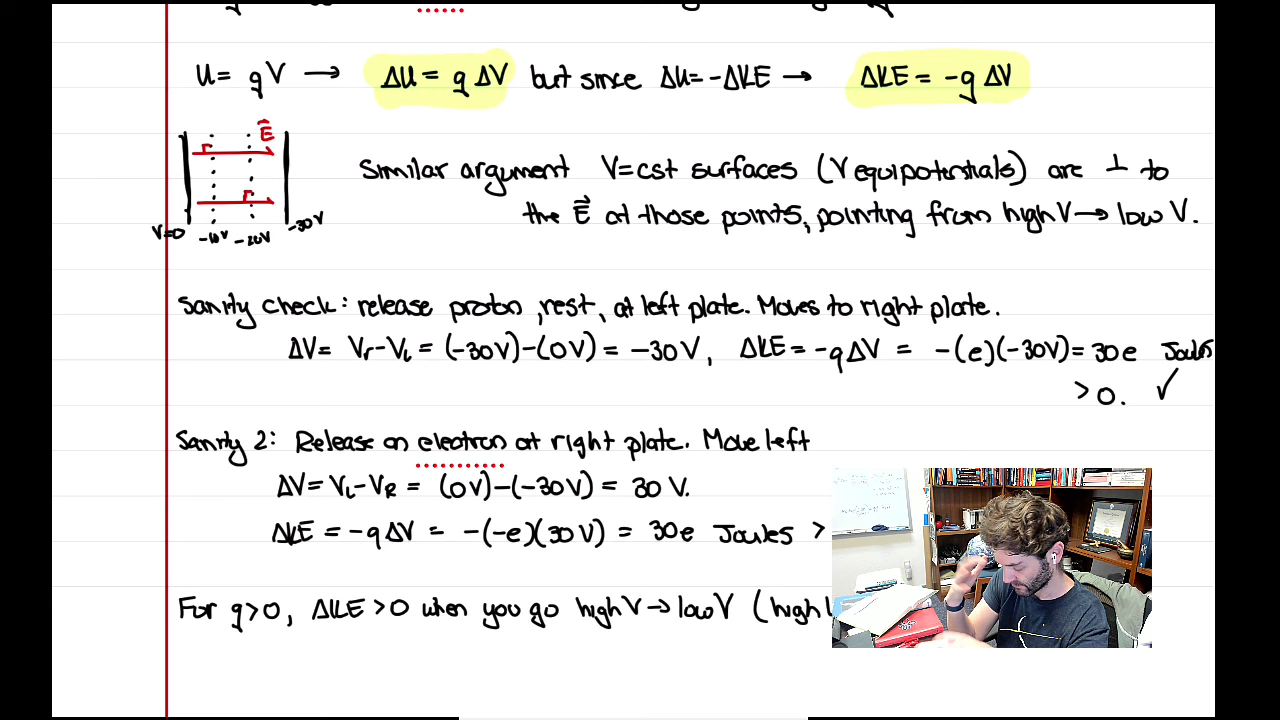 U = qV → ΔU = q ΔV but since ΔU = -ΔKE → ΔKE = -q ΔV
E
V=0 -10V -20V -30V
Similar argument V=cst surfaces (V equipotentials) are ⊥ to
the E⃗ at those points, pointing from high V → low V.
Sanity check: release proton, rest, at left plate. Moves to right plate.
ΔV = Vr - VL = (-30V) - (0V) = -30V, ΔKE = -qΔV = -(e)(-30V) = 30e Joules
> 0. ✓
Sanity 2: Release an electron at right plate. Move left
ΔV = VL - VR = (0V) - (-30V) = 30 V.
ΔKE = -qΔV = -(-e)(30V) = 30e Joules >
For q>0, ΔKE>0 when you go high V → low V (high